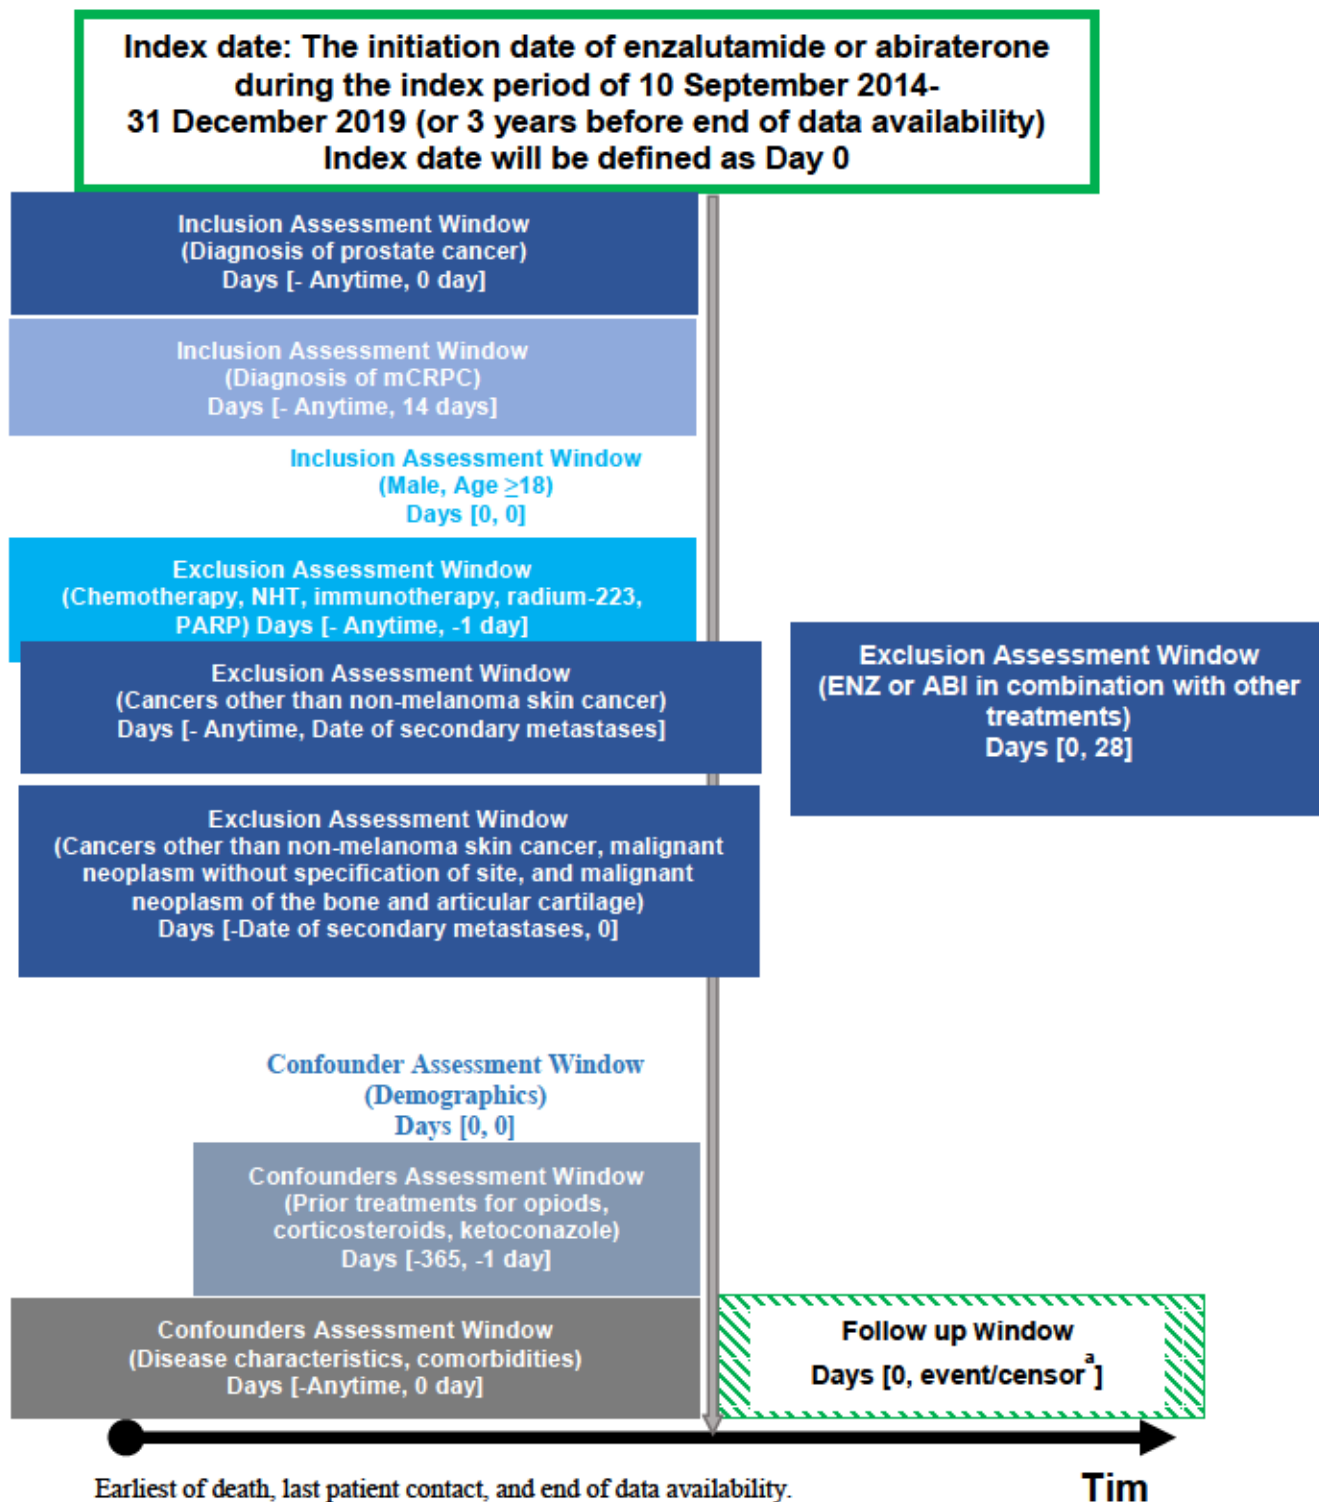 Index date: The initiation date of enzalutamide or abiraterone
during the index period of 10 September 2014-
31 December 2019 (or 3 years before end of data availability)
Index date will be defined as Day 0
Inclusion Assessment Window
(Diagnosis of prostate cancer)
Days [- Anytime, 0 day]
Inclusion Assessment Window
(Diagnosis of mCRPC)
Days [- Anytime, 14 days]
Inclusion Assessment Window
(Male, Age ≥18)
Days [0, 0]
Exclusion Assessment Window
(Chemotherapy, NHT, immunotherapy, radium-223,
PARP) Days [- Anytime, -1 day]
Exclusion Assessment Window
(Cancers other than non-melanoma skin cancer)
Days [- Anytime, Date of secondary metastases]
Exclusion Assessment Window
(ENZ or ABI in combination with other
treatments)
Days [0, 28]
Exclusion Assessment Window
(Cancers other than non-melanoma skin cancer, malignant
neoplasm without specification of site, and malignant
neoplasm of the bone and articular cartilage)
Days [-Date of secondary metastases, 0]
Confounder Assessment Window
(Demographics)
Days [0, 0]
Confounders Assessment Window
(Prior treatments for opiods,
corticosteroids, ketoconazole)
Days [-365, -1 day]
Confounders Assessment Window
(Disease characteristics, comorbidities)
Days [-Anytime, 0 day]
Follow up Window
Days [0, event/censor a ]
Earliest of death, last patient contact, and end of data availability.
Tim